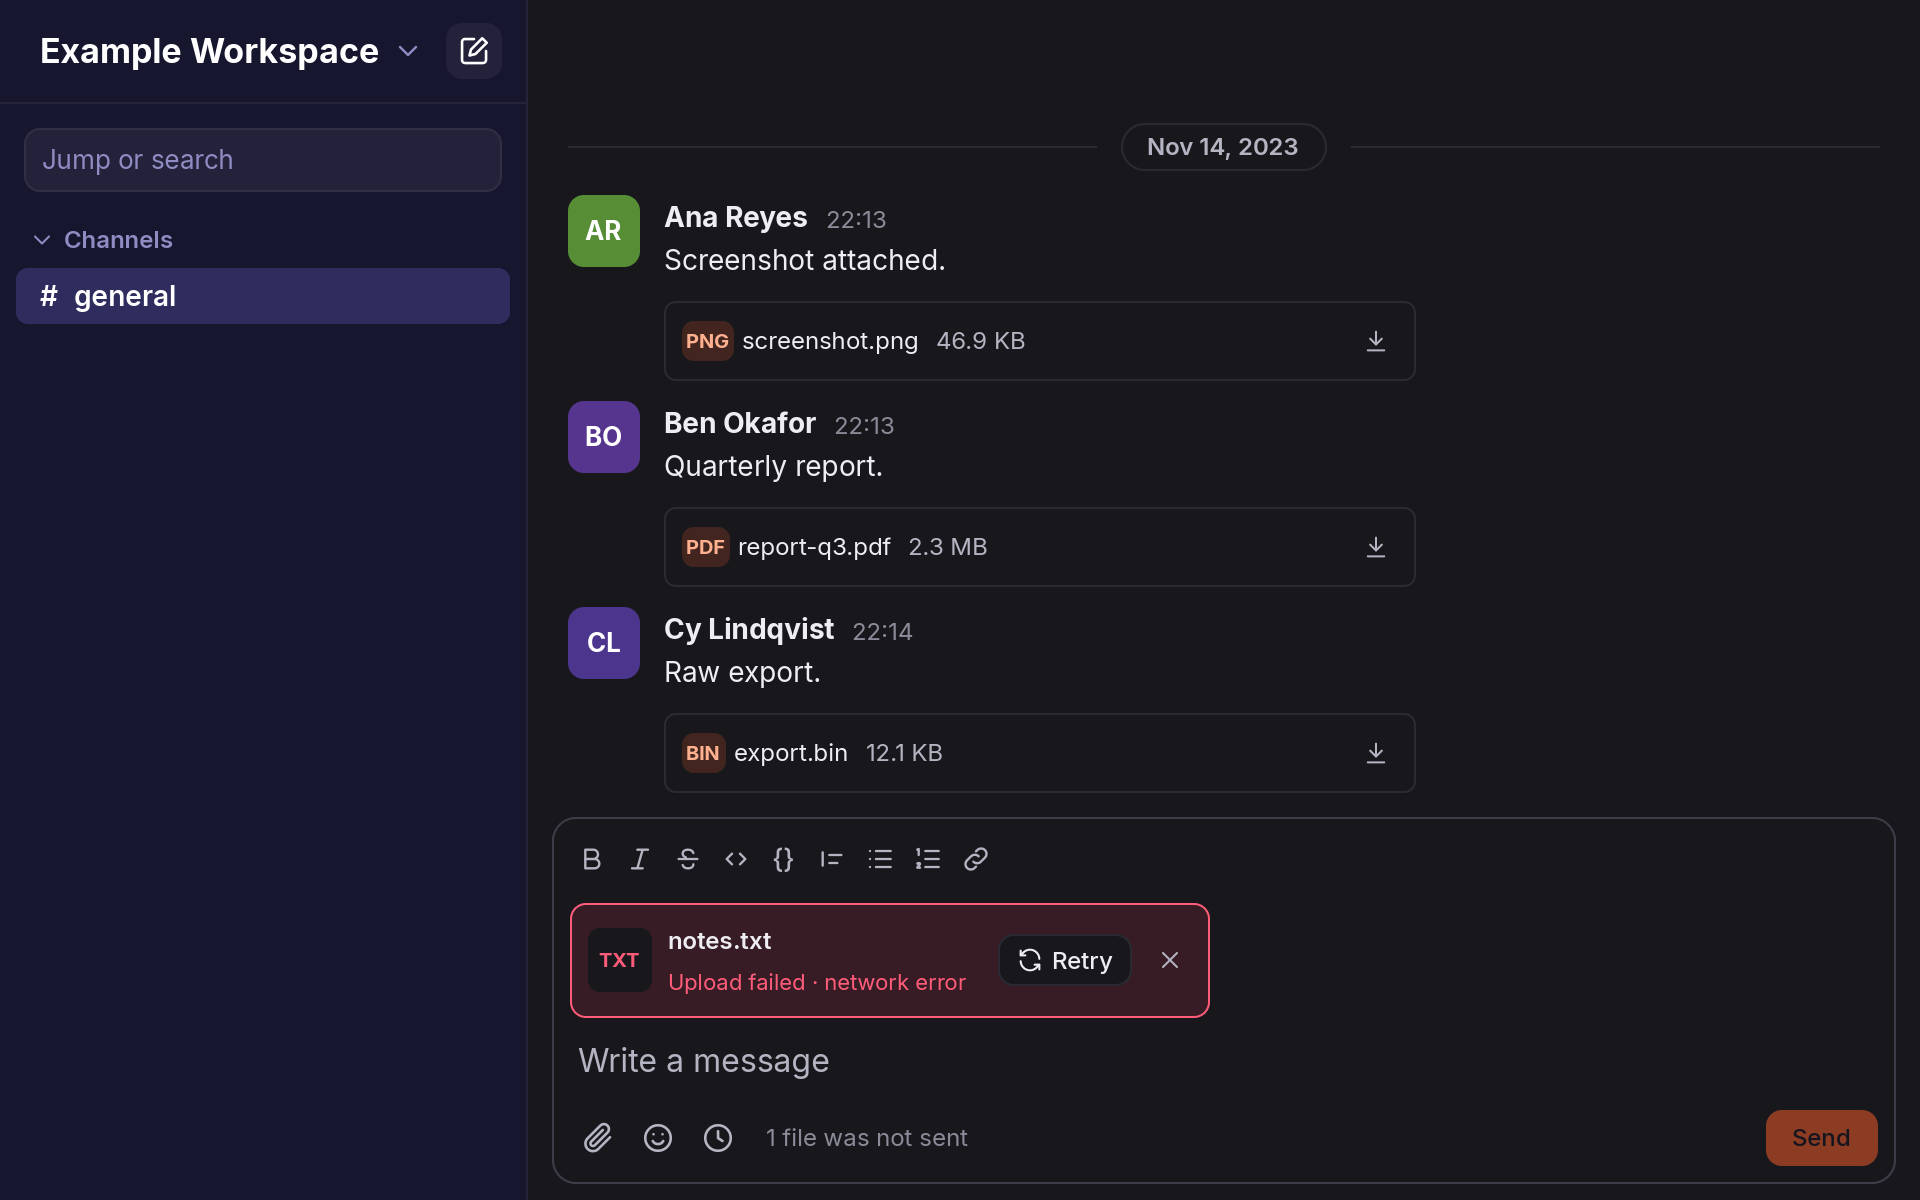 Example Workspace
Jump or search
Channels
# general
Nov 14, 2023
AR
Ana Reyes 22:13
Screenshot attached.
PNG screenshot.png 46.9 KB
BO
Ben Okafor 22:13
Quarterly report.
PDF report-q3.pdf 2.3 MB
CL
Cy Lindqvist 22:14
Raw export.
BIN export.bin 12.1 KB
TXT
notes.txt
Upload failed · network error
Retry
Write a message
1 file was not sent
Send